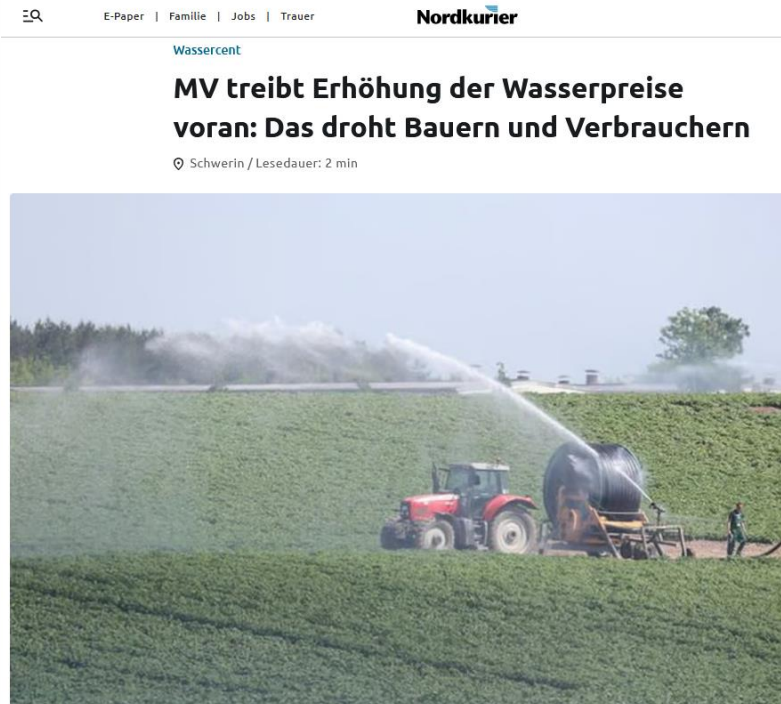 E-Paper | Familie | Jobs | Trauer
Nordkurier
Wassercent
MV treibt Erhöhung der Wasserpreise
voran: Das droht Bauern und Verbrauchern
Schwerin / Lesedauer: 2 min